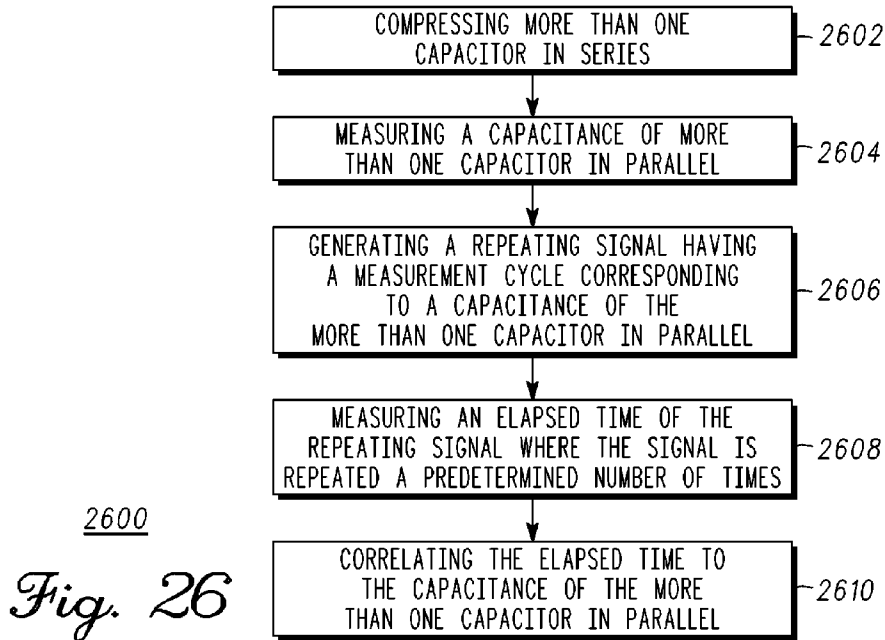 COMPRESSING MORE THAN ONE
CAPACITOR IN SERIES
2602
MEASURING A CAPACITANCE OF MORE
THAN ONE CAPACITOR IN PARALLEL
2604
GENERATING A REPEATING SIGNAL HAVING
A MEASUREMENT CYCLE CORRESPONDING
TO A CAPACITANCE OF THE
MORE THAN ONE CAPACITOR IN PARALLEL
2606
MEASURING AN ELAPSED TIME OF THE
REPEATING SIGNAL WHERE THE SIGNAL IS
REPEATED A PREDETERMINED NUMBER OF TIMES
2608
CORRELATING THE ELAPSED TIME TO
THE CAPACITANCE OF THE MORE
THAN ONE CAPACITOR IN PARALLEL
2610
2600
Fig. 26